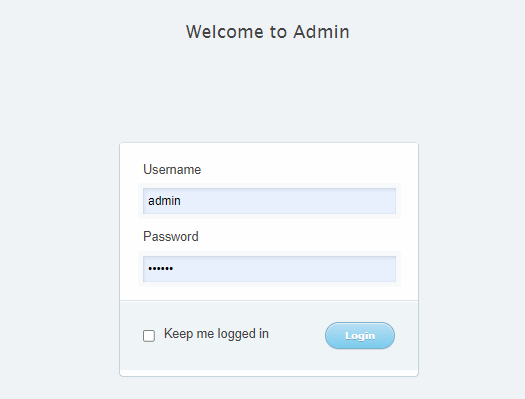 Welcome to Admin
Username
admin
Password
••••••
Keep me logged in
Login